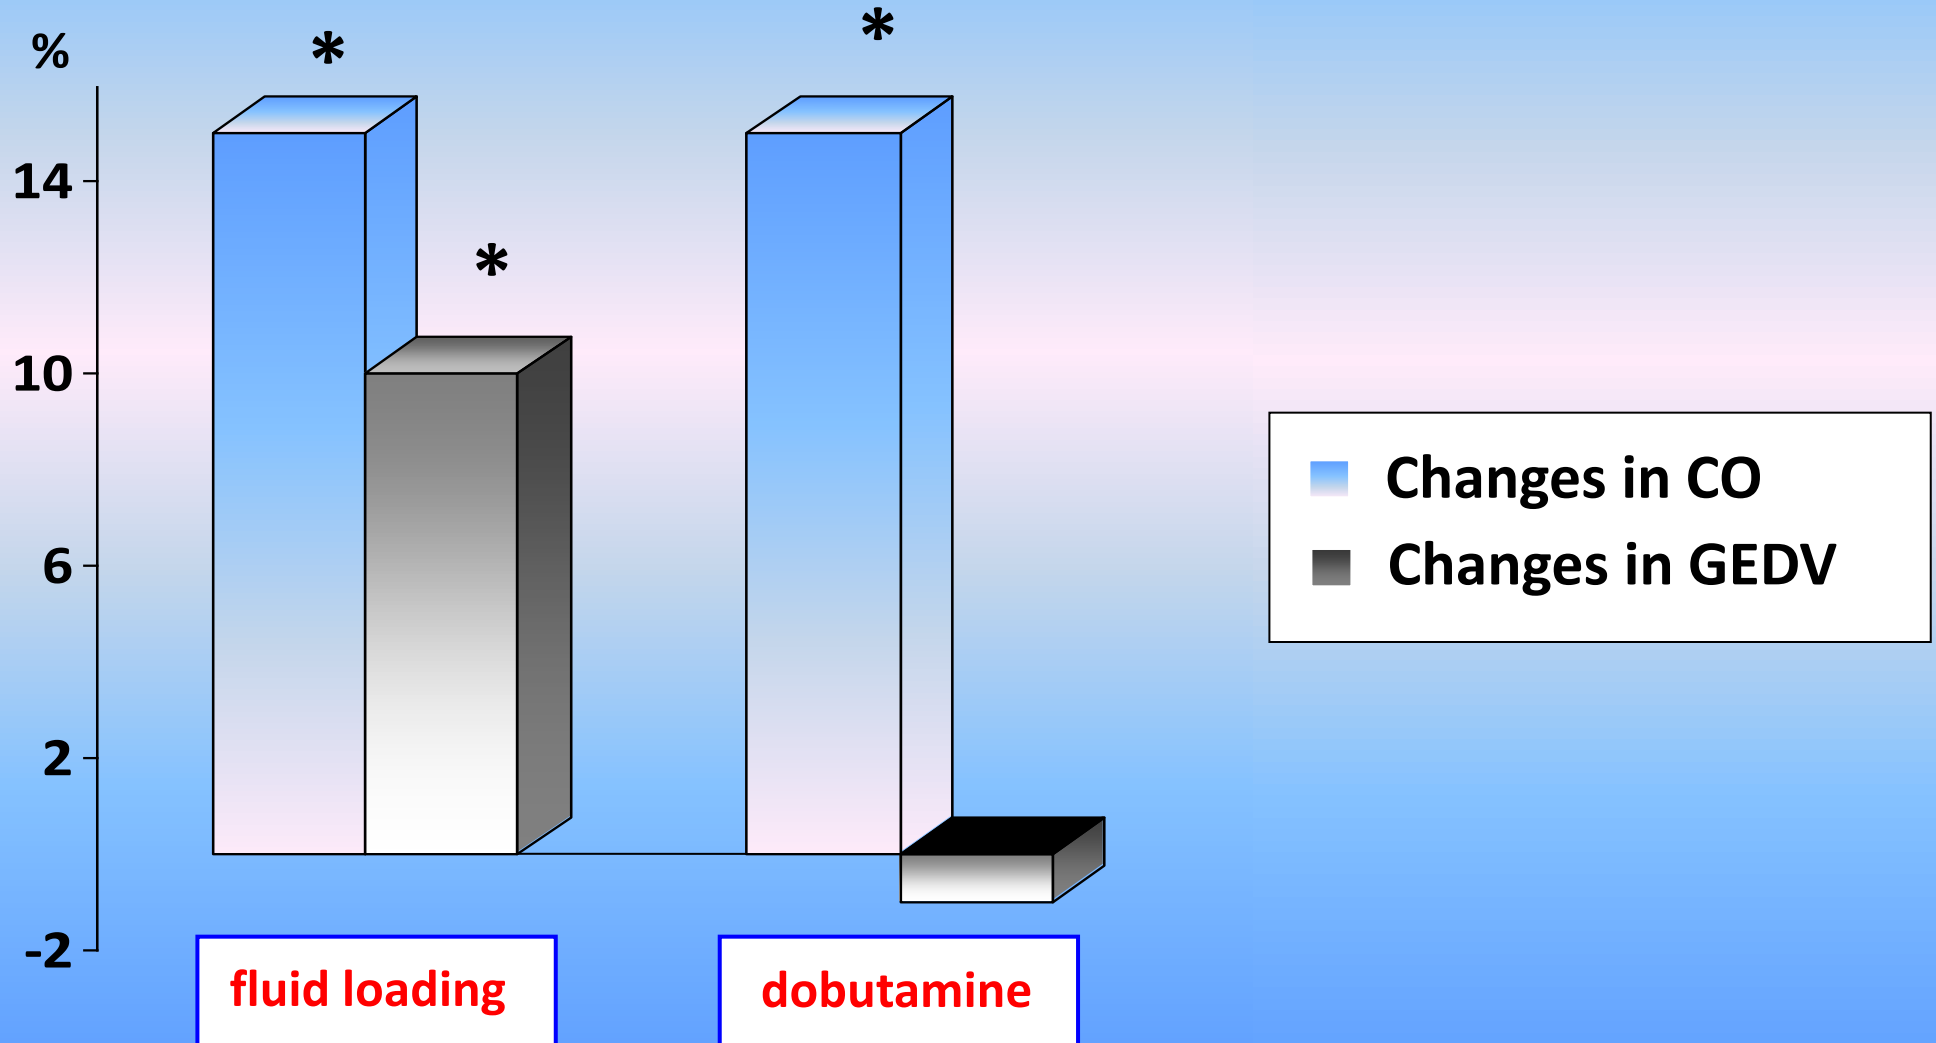 %
*
*
*
14
10
6
2
-2
Changes in CO
Changes in GEDV
fluid loading
dobutamine